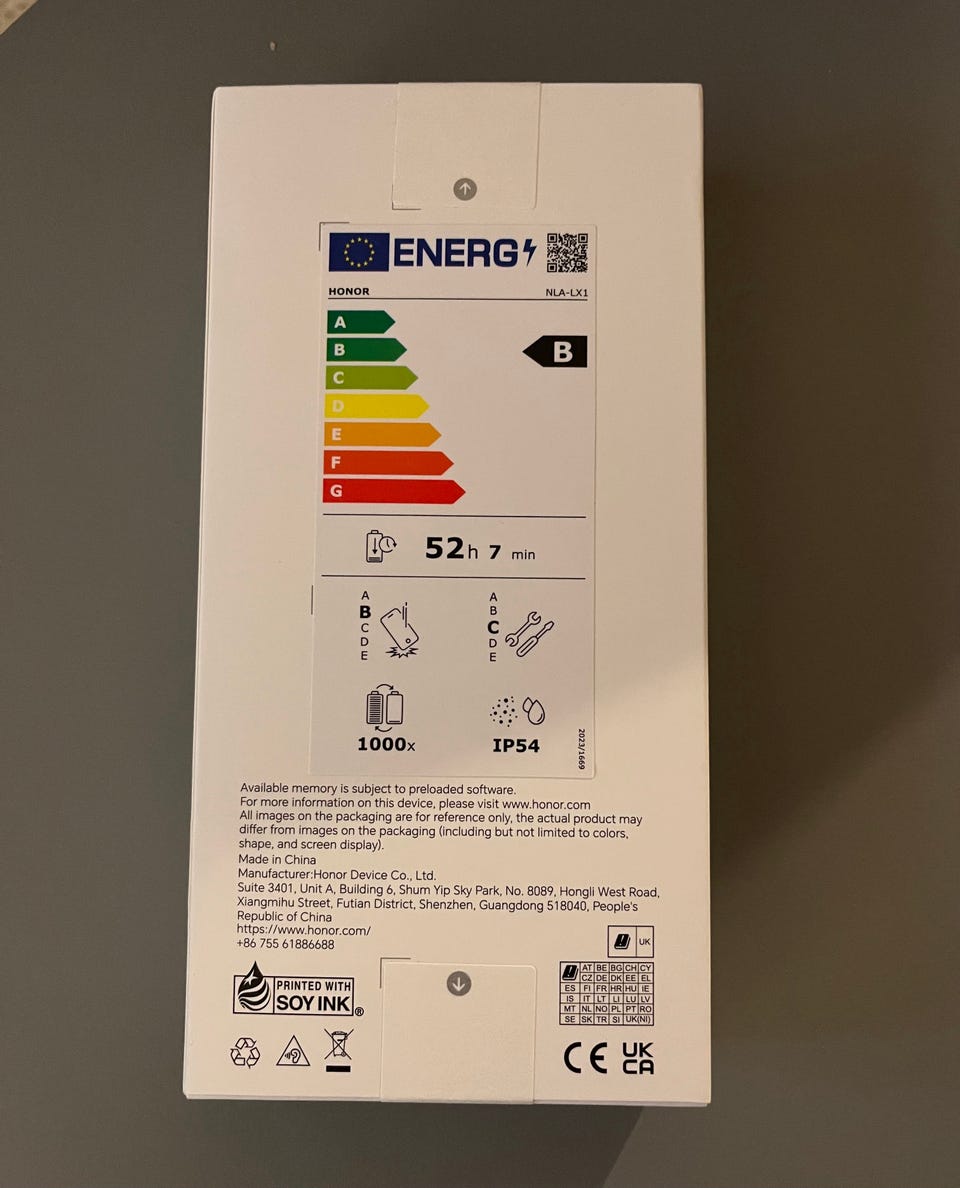 ENERG
HONOR NLA-LX1
A
B
B
C
D
E
F
G
52h 7 min
A
B
C
D
E
A
B
C
D
E
1000x
IP54
2023/1669
Available memory is subject to preloaded software.
For more information on this device, please visit www.honor.com
All images on the packaging are for reference only, the actual product may
differ from images on the packaging (including but not limited to colors,
shape, and screen display).
Made in China
Manufacturer:Honor Device Co., Ltd.
Suite 3401, Unit A, Building 6, Shum Yip Sky Park, No. 8089, Hongli West Road,
Xiangmihu Street, Futian District, Shenzhen, Guangdong 518040, People's
Republic of China
https://www.honor.com/
+86 755 61886688
UK
AT BE BG CH CY
CZ DE DK EE EL
ES FI FR HR HU IE
IS IT LT LI LU LV
MT NL NO PL PT RO
SE SK TR SI UK(NI)
PRINTED WITH
SOY INK®
CE
UK
CA